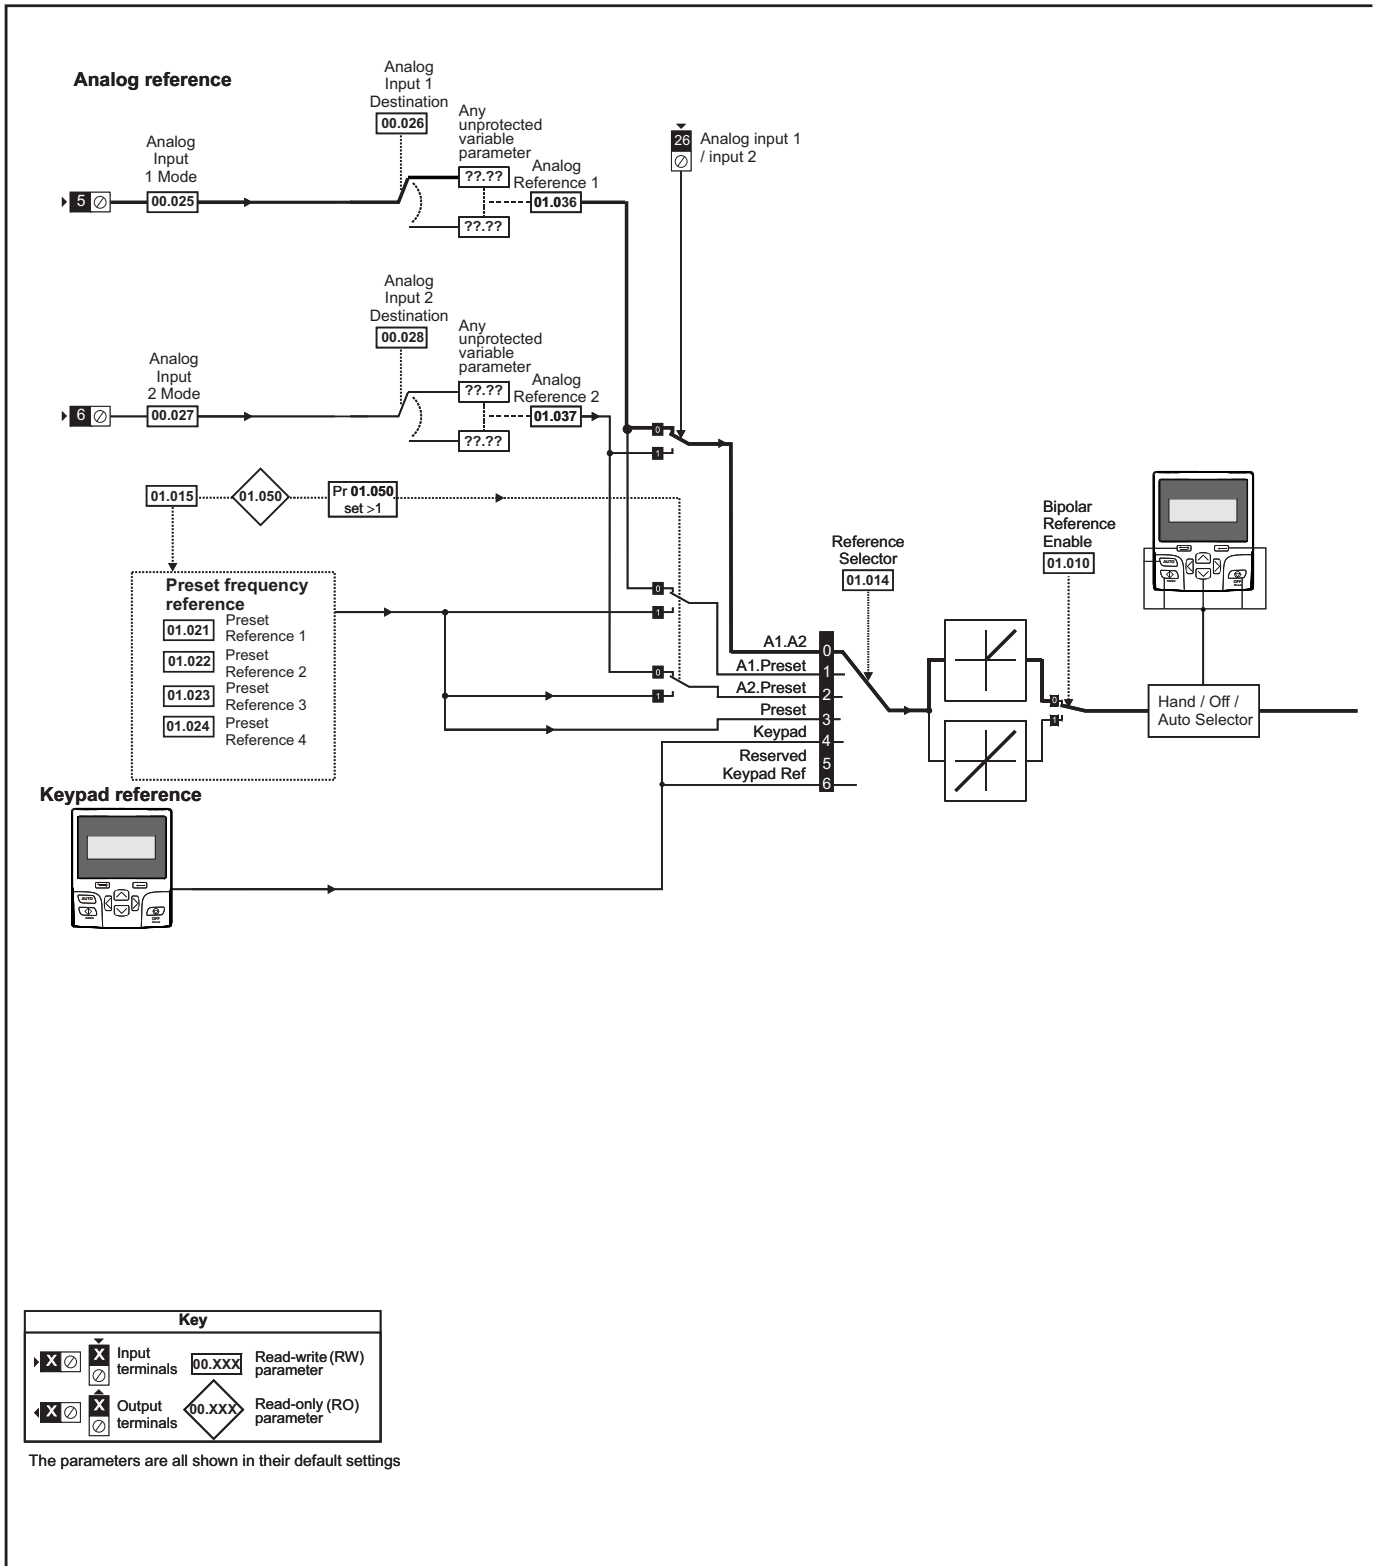 Analog reference
Analog
Input 1
Destination
00.026
Any
unprotected
variable
parameter
??.??
??.??
Analog
Reference 1
01.036
Analog
Input
1 Mode
5
00.025
26
Analog input 1
/ input 2
Analog
Input 2
Destination
00.028
Any
unprotected
variable
parameter
??.??
??.??
Analog
Reference 2
01.037
Analog
Input
2 Mode
6
00.027
0
1
01.015
01.050
Pr 01.050
set >1
Preset frequency
reference
01.021
Preset
Reference 1
01.022
Preset
Reference 2
01.023
Preset
Reference 3
01.024
Preset
Reference 4
0
1
0
1
Reference
Selector
01.014
A1.A2
0
A1.Preset
1
A2.Preset
2
Preset
3
Keypad
4
Reserved
5
Keypad Ref
6
Bipolar
Reference
Enable
01.010
0
1
AUTO
OFF
Hand / Off /
Auto Selector
Keypad reference
AUTO
OFF
Key
X
X
Input
terminals
00.XXX
Read-write (RW)
parameter
X
X
Output
terminals
00.XXX
Read-only (RO)
parameter
The parameters are all shown in their default settings